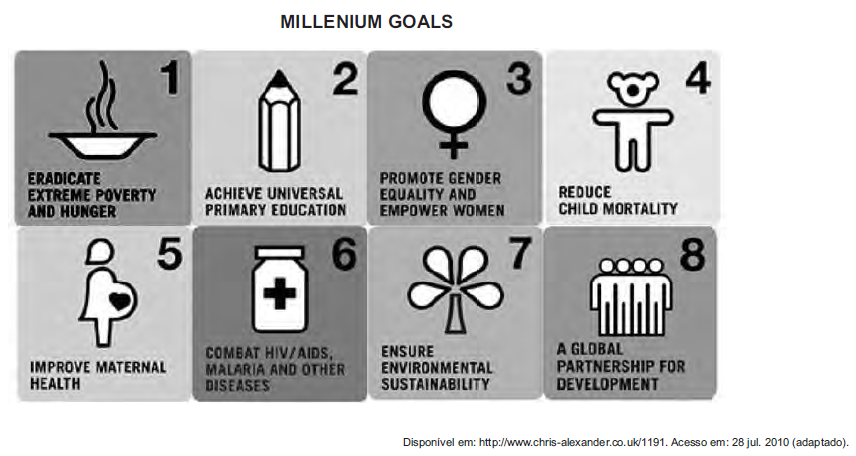 MILLENIUM GOALS
1
ERADICATE
EXTREME POVERTY
AND HUNGER
2
ACHIEVE UNIVERSAL
PRIMARY EDUCATION
3
PROMOTE GENDER
EQUALITY AND
EMPOWER WOMEN
4
REDUCE
CHILD MORTALITY
5
IMPROVE MATERNAL
HEALTH
6
COMBAT HIV/AIDS,
MALARIA AND OTHER
DISEASES
7
ENSURE
ENVIRONMENTAL
SUSTAINABILITY
8
A GLOBAL
PARTNERSHIP FOR
DEVELOPMENT
Disponível em: http://www.chris-alexander.co.uk/1191. Acesso em: 28 jul. 2010 (adaptado).